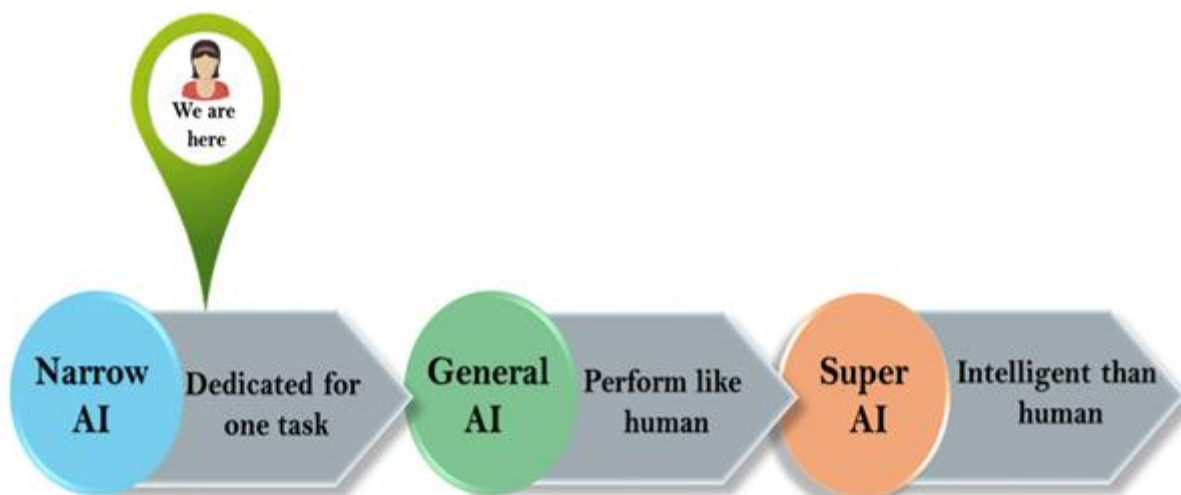 We are
here
Narrow
AI
Dedicated for
one task
General
AI
Perform like
human
Super
AI
Intelligent than
human